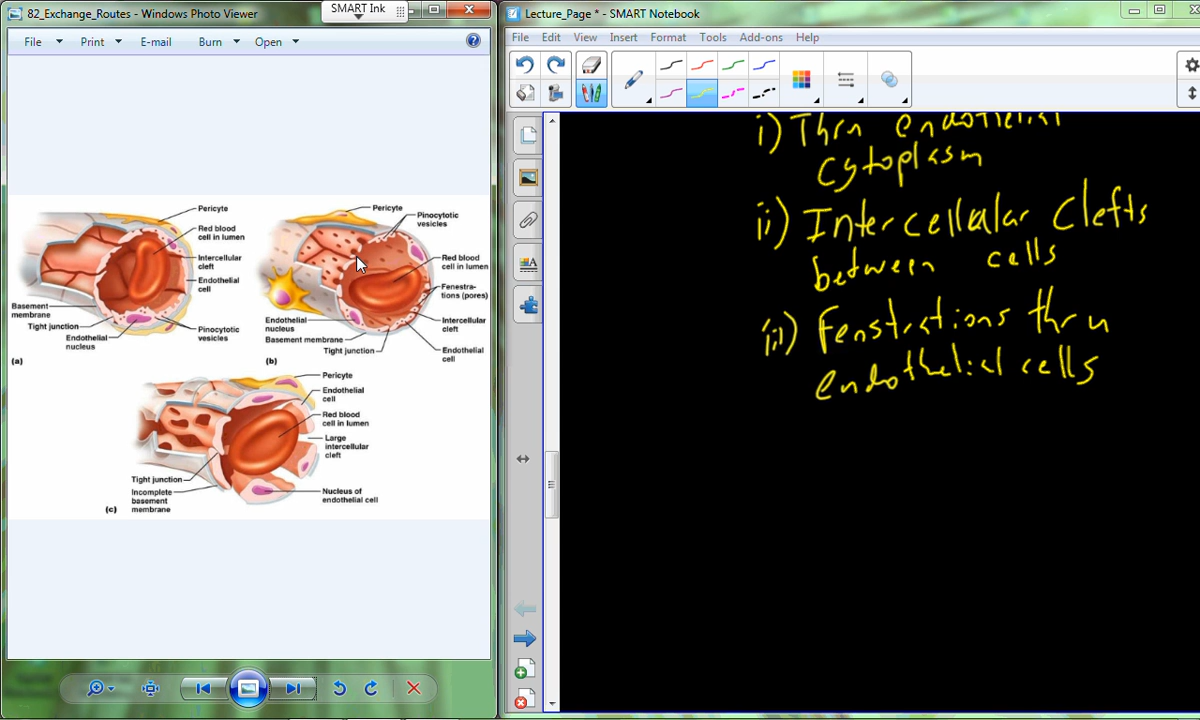 82_Exchange_Routes - Windows Photo Viewer
SMART Ink
File Print E-mail Burn Open
Pericyte
Red blood
cell in lumen
Intercellular
cleft
Endothelial
cell
Basement
membrane
Tight junction
Endothelial
nucleus
Pinocytotic
vesicles
(a)
Pericyte
Pinocytotic
vesicles
Red blood
cell in lumen
Fenestra-
tions (pores)
Intercellular
cleft
Endothelial
nucleus
Basement membrane
Tight junction
Endothelial
cell
(b)
Pericyte
Endothelial
cell
Red blood
cell in lumen
Large
intercellular
cleft
Tight junction
Incomplete
basement
membrane
Nucleus of
endothelial cell
(c)
Lecture_Page * - SMART Notebook
File Edit View Insert Format Tools Add-ons Help
i) Thin endothelial
cytoplasm
ii) Intercellular Clefts
between cells
iii) Fenstrations thru
endothelial cells